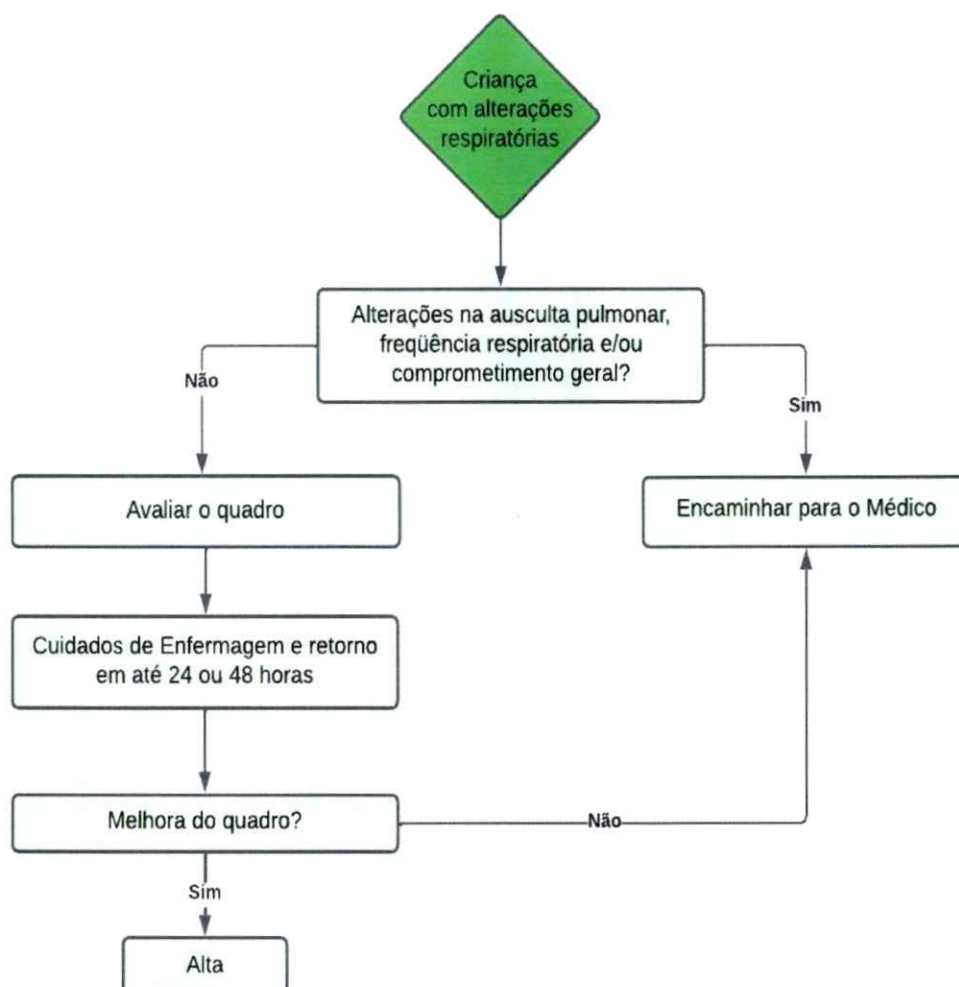 Criança
com alterações
respiratórias
Alterações na ausculta pulmonar,
freqüência respiratória e/ou
comprometimento geral?
Não
Sim
Avaliar o quadro
Encaminhar para o Médico
Cuidados de Enfermagem e retorno
em até 24 ou 48 horas
Melhora do quadro?
Não
Sim
Alta